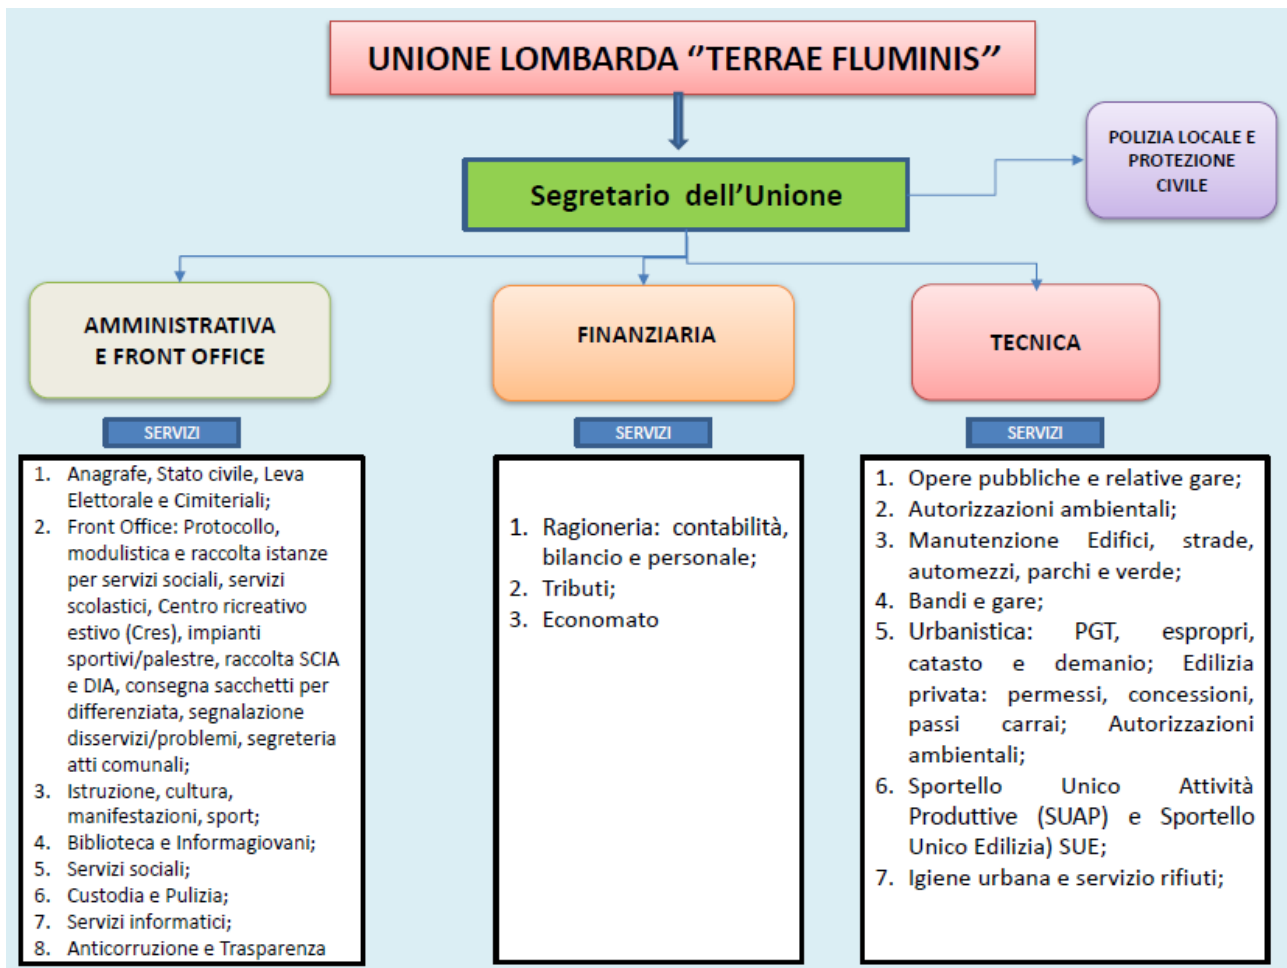 UNIONE LOMBARDA “TERRAE FLUMINIS”
POLIZIA LOCALE E
PROTEZIONE
CIVILE
Segretario dell’Unione
AMMINISTRATIVA
E FRONT OFFICE
FINANZIARIA
TECNICA
SERVIZI
SERVIZI
SERVIZI
1. Anagrafe, Stato civile, Leva
Elettorale e Cimiteriali;
2. Front Office: Protocollo,
modulistica e raccolta istanze
per servizi sociali, servizi
scolastici, Centro ricreativo
estivo (Cres), impianti
sportivi/palestre, raccolta SCIA
e DIA, consegna sacchetti per
differenziata, segnalazione
disservizi/problemi, segreteria
atti comunali;
3. Istruzione, cultura,
manifestazioni, sport;
4. Biblioteca e Informagiovani;
5. Servizi sociali;
6. Custodia e Pulizia;
7. Servizi informatici;
8. Anticorruzione e Trasparenza
1. Ragioneria: contabilità,
bilancio e personale;
2. Tributi;
3. Economato
1. Opere pubbliche e relative gare;
2. Autorizzazioni ambientali;
3. Manutenzione Edifici, strade,
automezzi, parchi e verde;
4. Bandi e gare;
5. Urbanistica: PGT, espropri,
catasto e demanio; Edilizia
privata: permessi, concessioni,
passi carrai; Autorizzazioni
ambientali;
6. Sportello Unico Attività
Produttive (SUAP) e Sportello
Unico Edilizia) SUE;
7. Igiene urbana e servizio rifiuti;